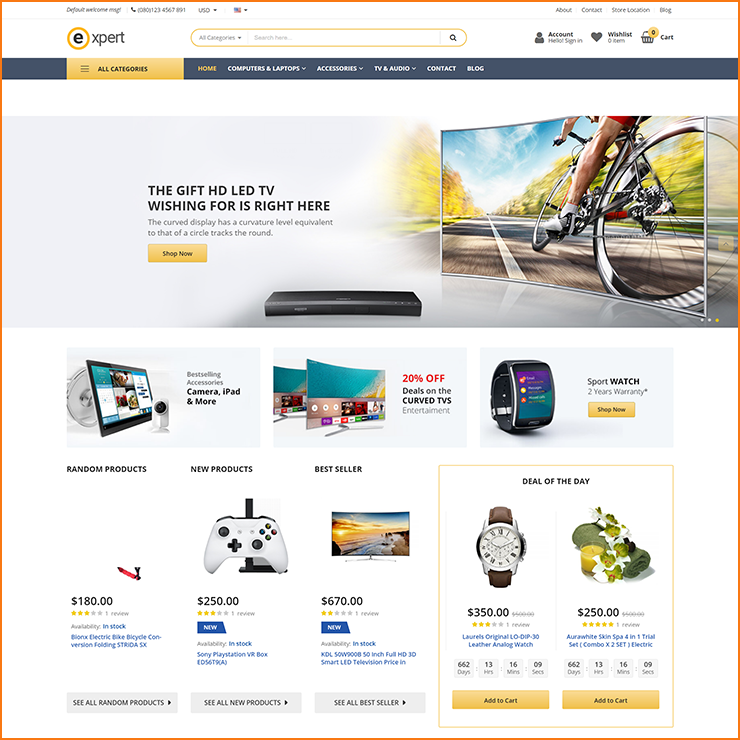 Default welcome msg! (080)123 4567 891 USD About Contact Store Location Blog
expert
All Categories Search here...
Account
Hello! Sign in
Wishlist
0 item
0
Cart
ALL CATEGORIES
HOME COMPUTERS & LAPTOPS ACCESSORIES TV & AUDIO CONTACT BLOG
THE GIFT HD LED TV
WISHING FOR IS RIGHT HERE
The curved display has a curvature level equivalent
to that of a circle tracks the round.
Shop Now
Bestselling
Accessories
Camera, iPad
& More
20% OFF
Deals on the
CURVED TVS
Entertaiment
Sport WATCH
2 Years Warranty*
Shop Now
RANDOM PRODUCTS
$180.00
1 review
Availability: In stock
Bionx Electric Bike Bicycle Con-
version Folding STRiDA SX
SEE ALL RANDOM PRODUCTS
NEW PRODUCTS
$250.00
1 review
NEW
Availability: In stock
Sony Playstation VR Box
ED56T9(A)
SEE ALL NEW PRODUCTS
BEST SELLER
$670.00
1 review
NEW
Availability: In stock
KDL 50W900B 50 Inch Full HD 3D
Smart LED Television Price in
SEE ALL BEST SELLER
DEAL OF THE DAY
$350.00 $500.00
1 review
Laurels Original LO-DIP-30
Leather Analog Watch
662 13 16 09
Days Hrs Mins Secs
Add to Cart
$250.00 $500.00
1 review
Aurawhite Skin Spa 4 in 1 Trial
Set ( Combo X 2 SET ) Electric
662 13 16 09
Days Hrs Mins Secs
Add to Cart